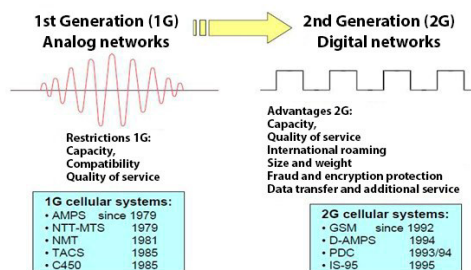 1st Generation (1G)
Analog networks
2nd Generation (2G)
Digital networks
Restrictions 1G:
Capacity,
Compatibility
Quality of service
Advantages 2G:
Capacity,
Quality of service
International roaming
Size and weight
Fraud and encryption protection
Data transfer and additional service
1G cellular systems:
• AMPS since 1979
• NTT-MTS 1979
• NMT 1981
• TACS 1985
• C450 1985
2G cellular systems:
• GSM since 1992
• D-AMPS 1994
• PDC 1993/94
• IS-95 1995